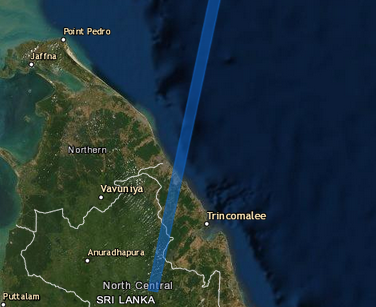 Point Pedro
Jaffna
Northern
Vavuniya
Trincomalee
Anuradhapura
North Central
Puttalam
SRI LANKA